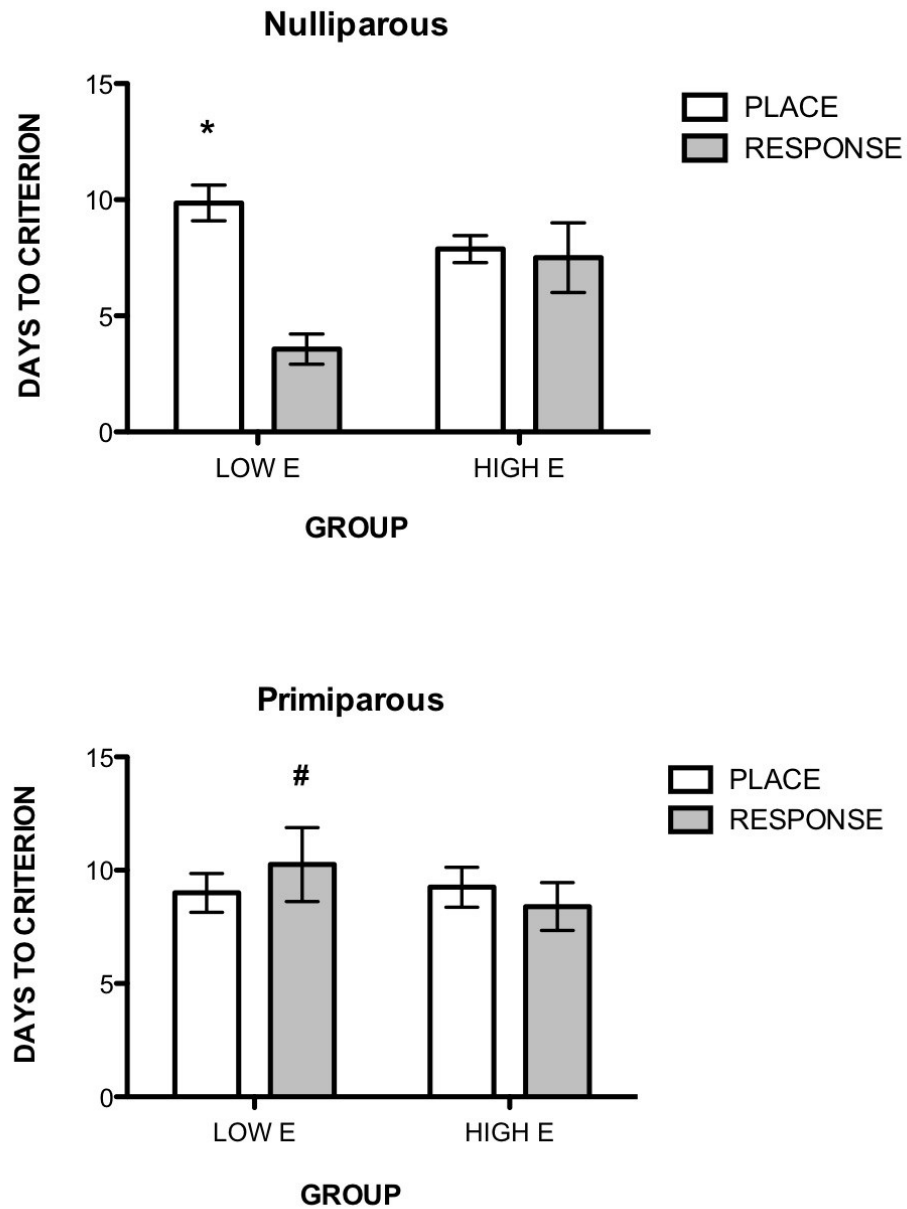 Nulliparous
15
*
10
5
0
DAYS TO CRITERION
LOW E
HIGH E
GROUP
PLACE
RESPONSE
Primiparous
15
#
10
5
0
DAYS TO CRITERION
LOW E
HIGH E
GROUP
PLACE
RESPONSE